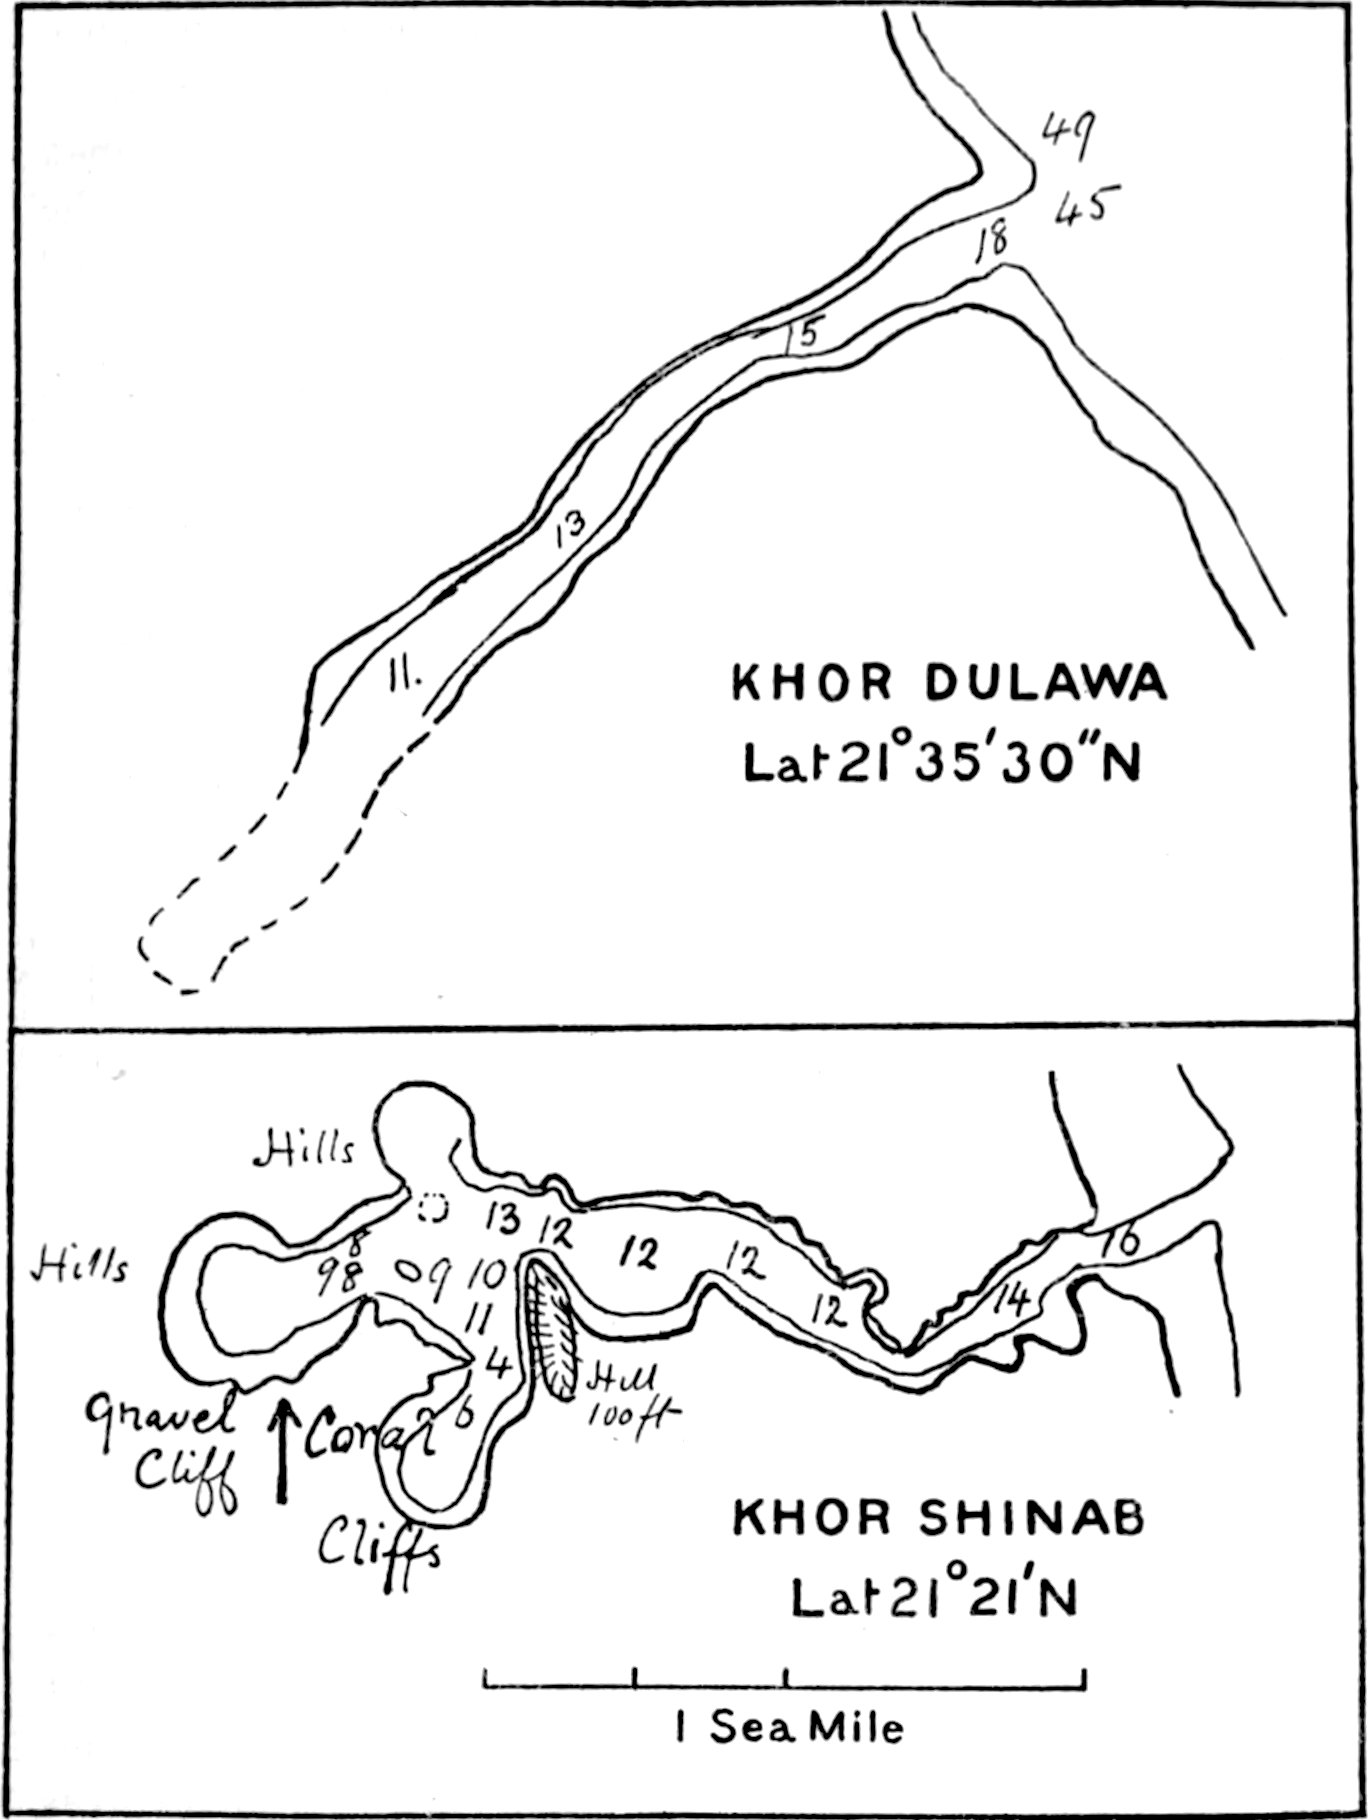 49
45
18
15
13
11.
KHOR DULAWA
Lat 21°35'30"N
Hills
Hills
13 12
12
12
12
16
14
8
98
9 10
11
4
6
Hill
100ft
Gravel
Cliff
Coral
Cliffs
KHOR SHINAB
Lat 21°21'N
1 Sea Mile